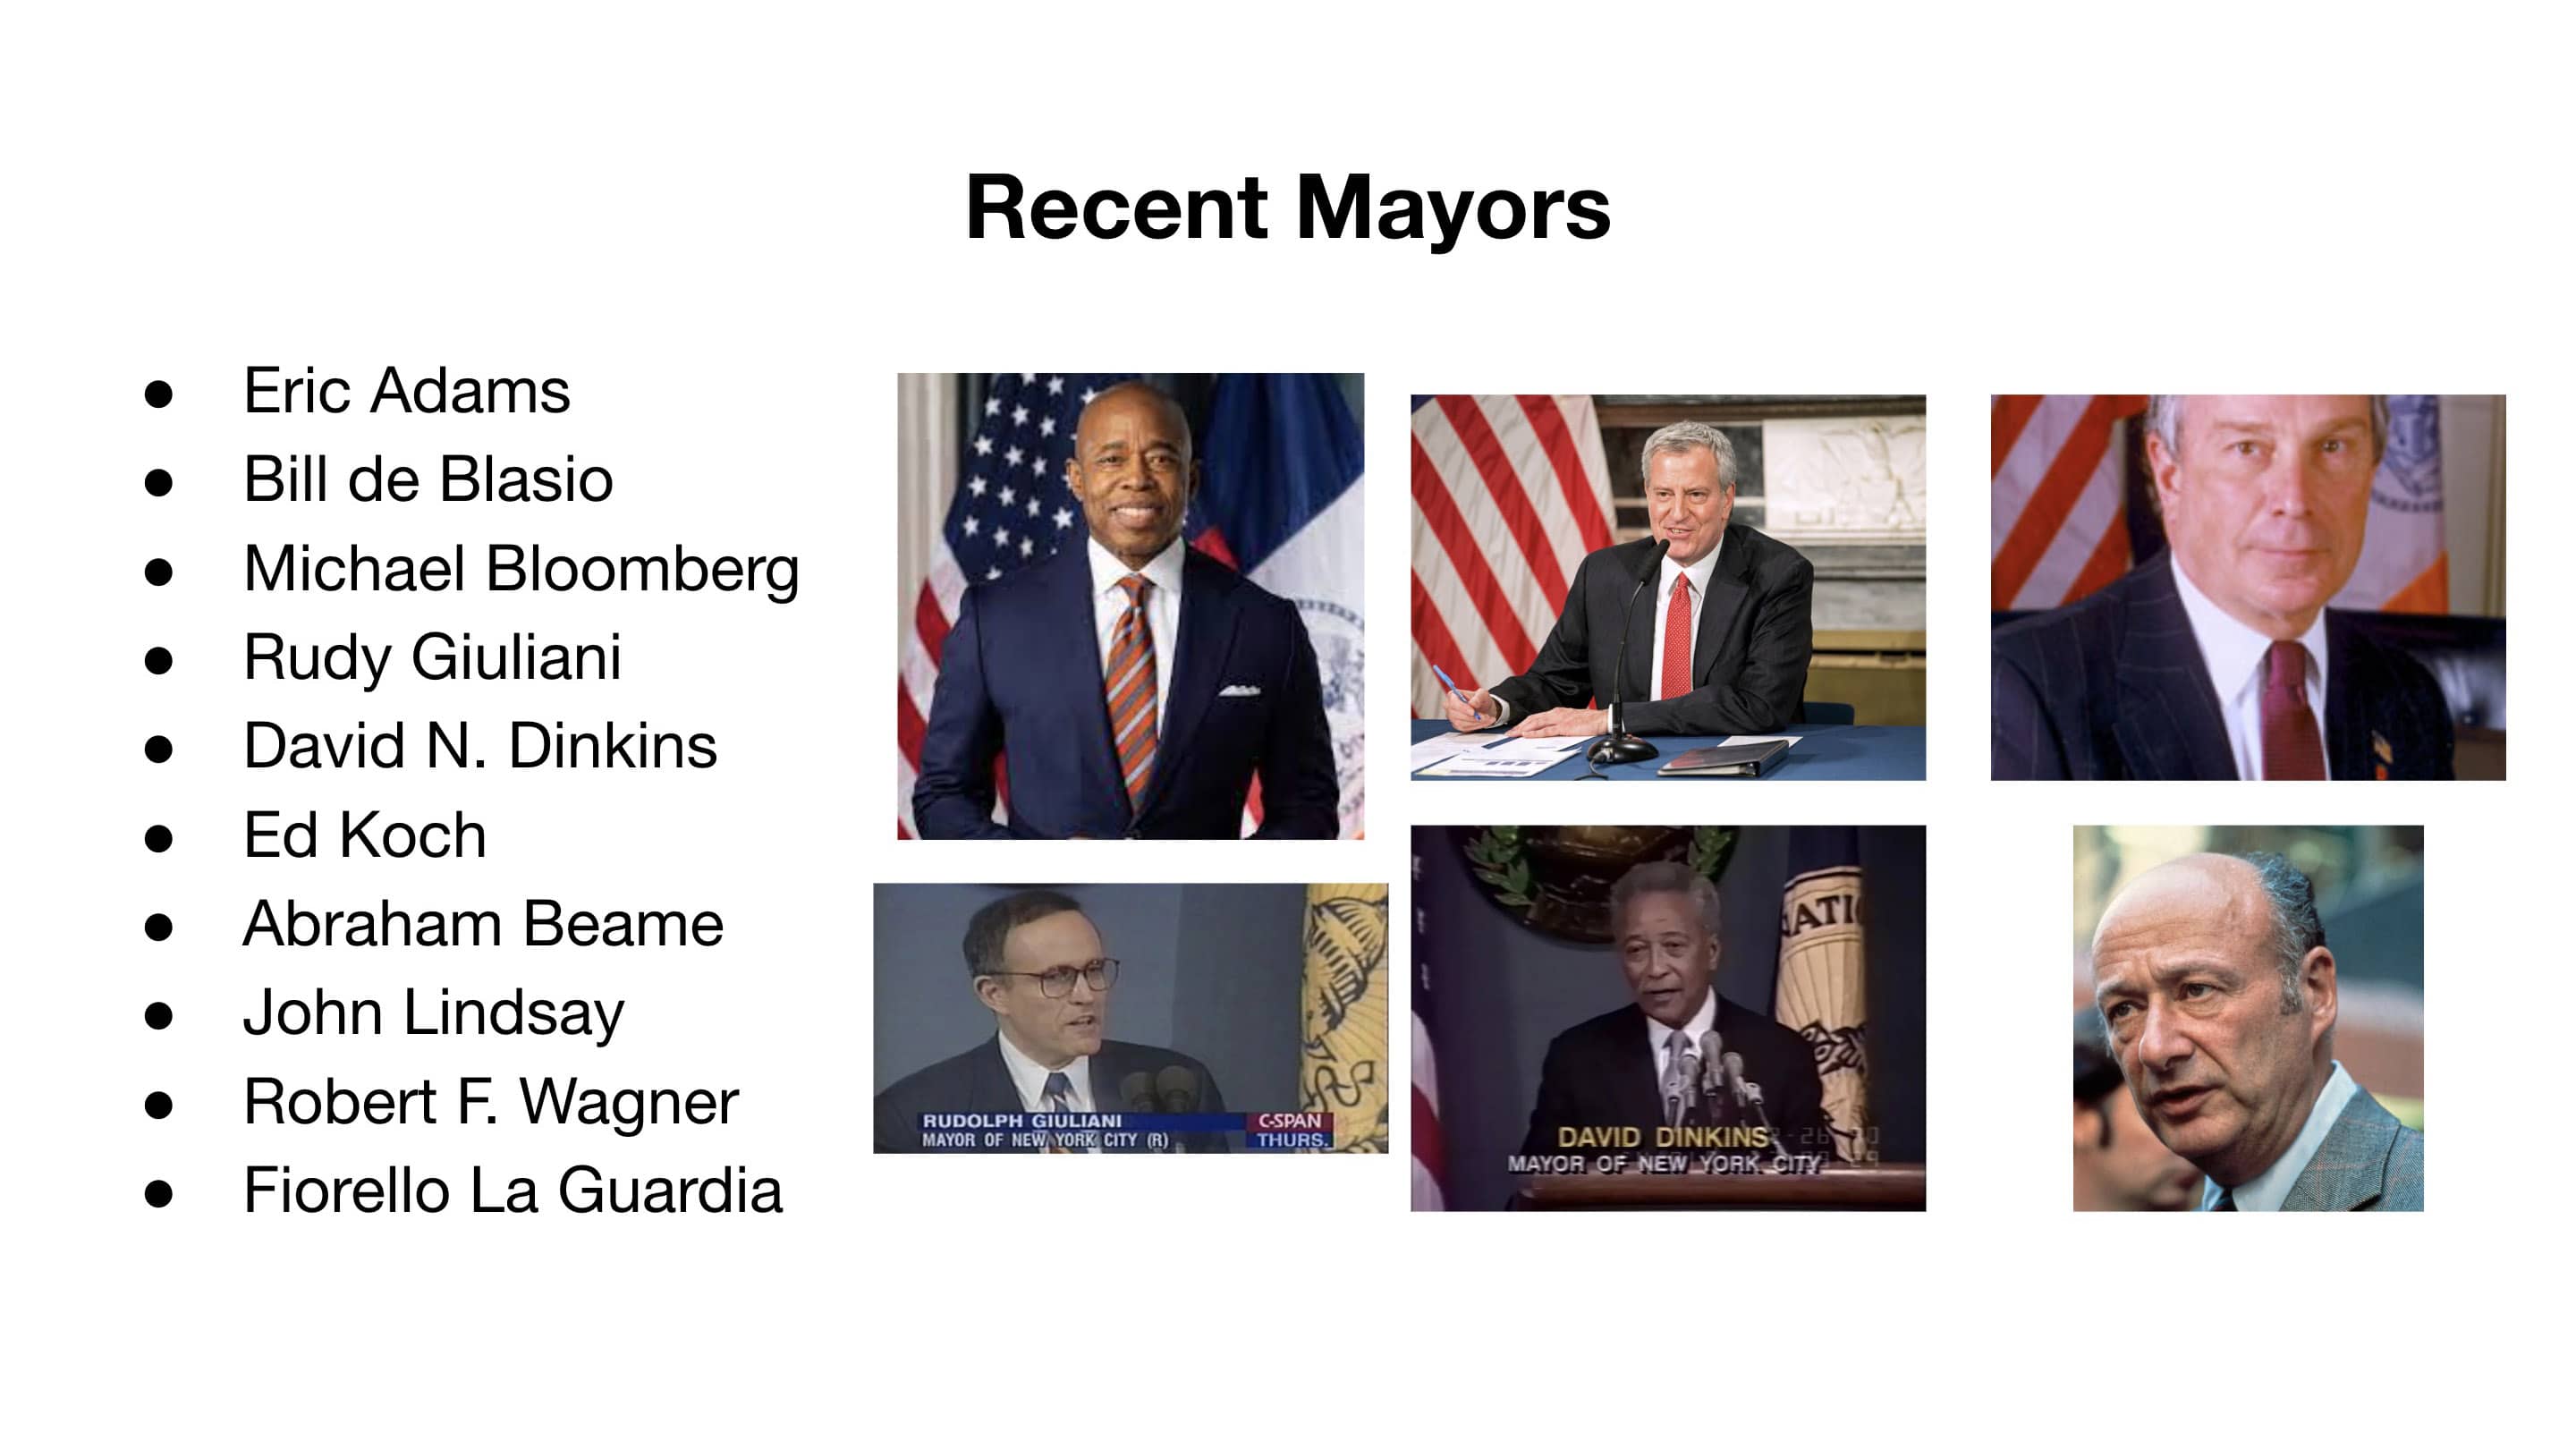 Recent Mayors
● Eric Adams
● Bill de Blasio
● Michael Bloomberg
● Rudy Giuliani
● David N. Dinkins
● Ed Koch
● Abraham Beame
● John Lindsay
● Robert F. Wagner
● Fiorello La Guardia
RUDOLPH GIULIANI
MAYOR OF NEW YORK CITY (R)
C-SPAN
THURS.
NATI
DAVID DINKINS
MAYOR OF NEW YORK CITY